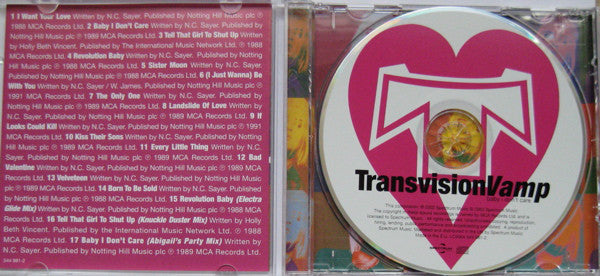 1 I Want Your Love Written by N.C. Sayer. Published by Notting Hill Music plc ℗
1988 MCA Records Ltd. 2 Baby I Don't Care Written by N.C. Sayer. Published by
Notting Hill Music plc ℗ 1989 MCA Records Ltd. 3 Tell That Girl To Shut Up Written by
Holly Beth Vincent. Published by The International Music Network Ltd. ℗ 1988
MCA Records Ltd. 4 Revolution Baby Written by N.C. Sayer. Published by Notting Hill
Music plc ℗ 1988 MCA Records Ltd. 5 Sister Moon Written by N.C. Sayer.
Published by Notting Hill Music plc ℗ 1988 MCA Records Ltd. 6 (I Just Wanna) Be
With You Written by N.C. Sayer / W. James. Published by Notting Hill Music plc ℗
1991 MCA Records Ltd. 7 The Only One Written by N.C. Sayer. Published by Notting
Hill Music plc ℗ 1989 MCA Records Ltd. 8 Landslide Of Love Written by N.C. Sayer.
Published by Notting Hill Music plc ℗ 1989 MCA Records Ltd. 9 If
Looks Could Kill Written by N.C. Sayer. Published by Notting Hill Music plc ℗ 1991
MCA Records Ltd. 10 Kiss Their Sons Written by N.C. Sayer. Published by Notting Hill
Music plc ℗ 1989 MCA Records Ltd. 11 Every Little Thing Written by N.C. Sayer.
Published by Notting Hill Music plc ℗ 1989 MCA Records Ltd. 12 Bad
Valentine Written by N.C. Sayer. Published by Notting Hill Music plc ℗ 1989 MCA
Records Ltd. 13 Velveteen Written by N.C. Sayer. Published by Notting Hill Music plc
℗ 1989 MCA Records Ltd. 14 Born To Be Sold Written by N.C. Sayer. Published by
Notting Hill Music plc ℗ 1989 MCA Records Ltd. 15 Revolution Baby (Electra
Glide Mix) Written by N.C. Sayer. Published by Notting Hill Music plc ℗ 1988 MCA
Records Ltd. 16 Tell That Girl To Shut Up (Knuckle Duster Mix) Written by Holly
Beth Vincent. Published by the International Music Network Ltd. ℗ 1988 MCA Records
Ltd. 17 Baby I Don't Care (Abigail's Party Mix) Written by N.C. Sayer. Published by
Notting Hill Music plc ℗ 1989 MCA Records Ltd.
544 981-2
TransvisionVamp
baby i don't care